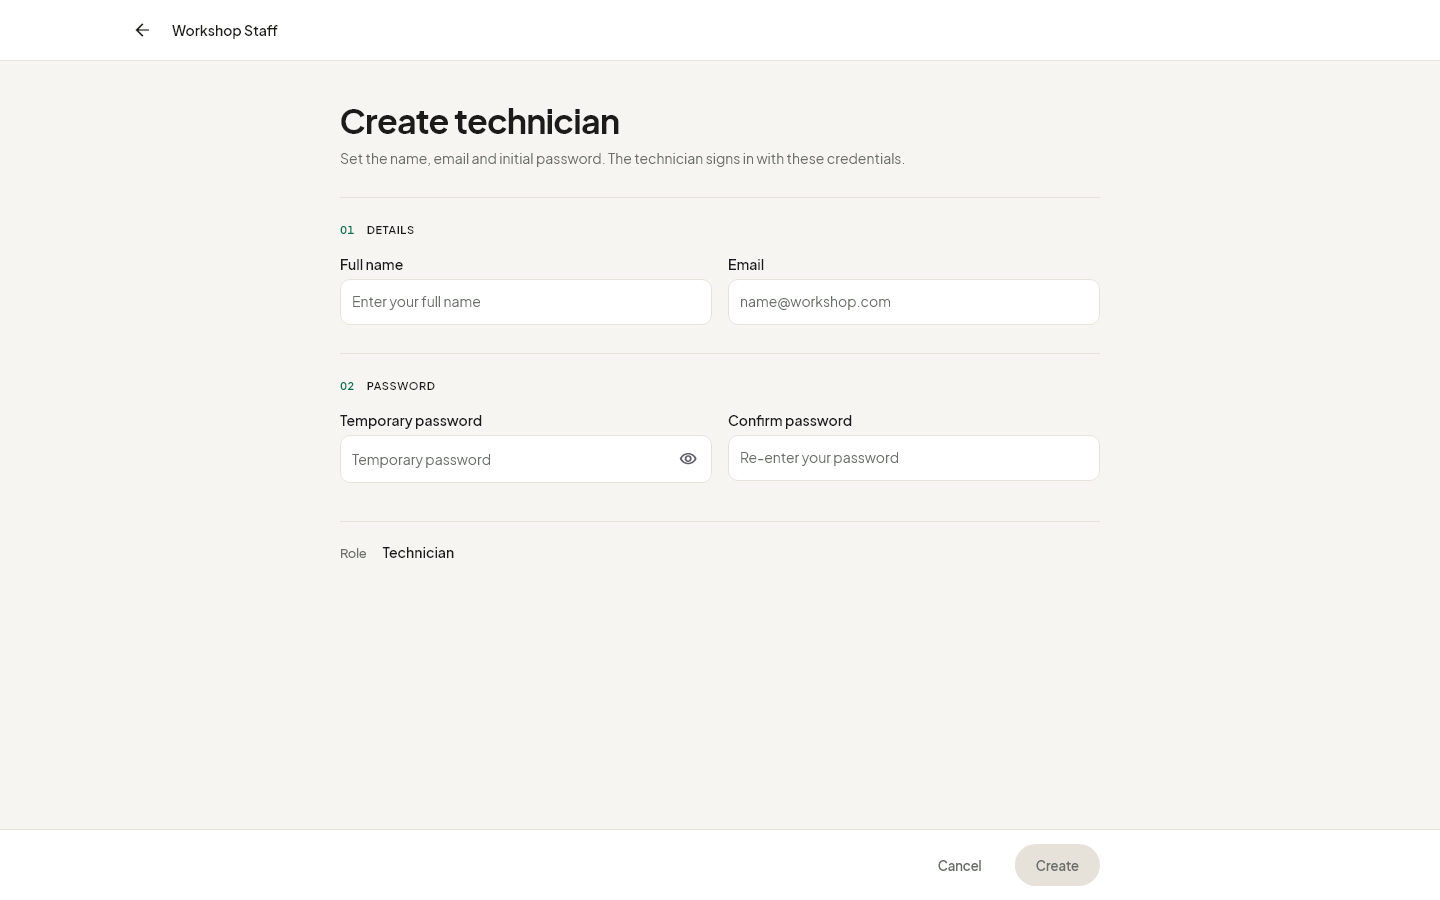 Workshop Staff
Create technician
Set the name, email and initial password. The technician signs in with these credentials.
01 DETAILS
Full name
Enter your full name
Email
name@workshop.com
02 PASSWORD
Temporary password
Temporary password
Confirm password
Re-enter your password
Role Technician
Cancel
Create